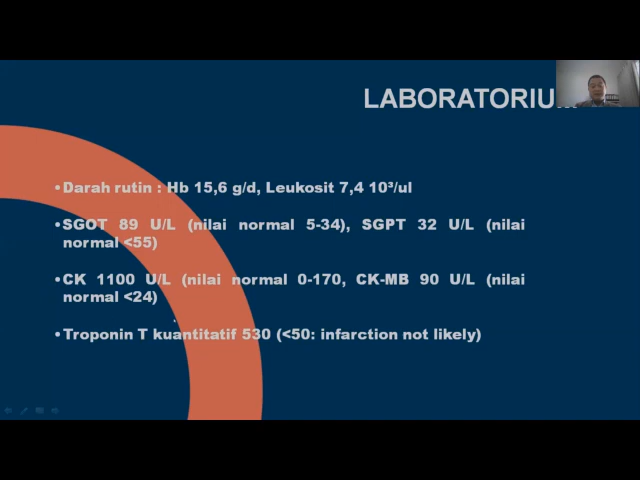 LABORATORIUM
•Darah rutin : Hb 15,6 g/d, Leukosit 7,4 10³/ul
•SGOT 89 U/L (nilai normal 5-34), SGPT 32 U/L (nilai
normal <55)
•CK 1100 U/L (nilai normal 0-170, CK-MB 90 U/L (nilai
normal <24)
•Troponin T kuantitatif 530 (<50: infarction not likely)